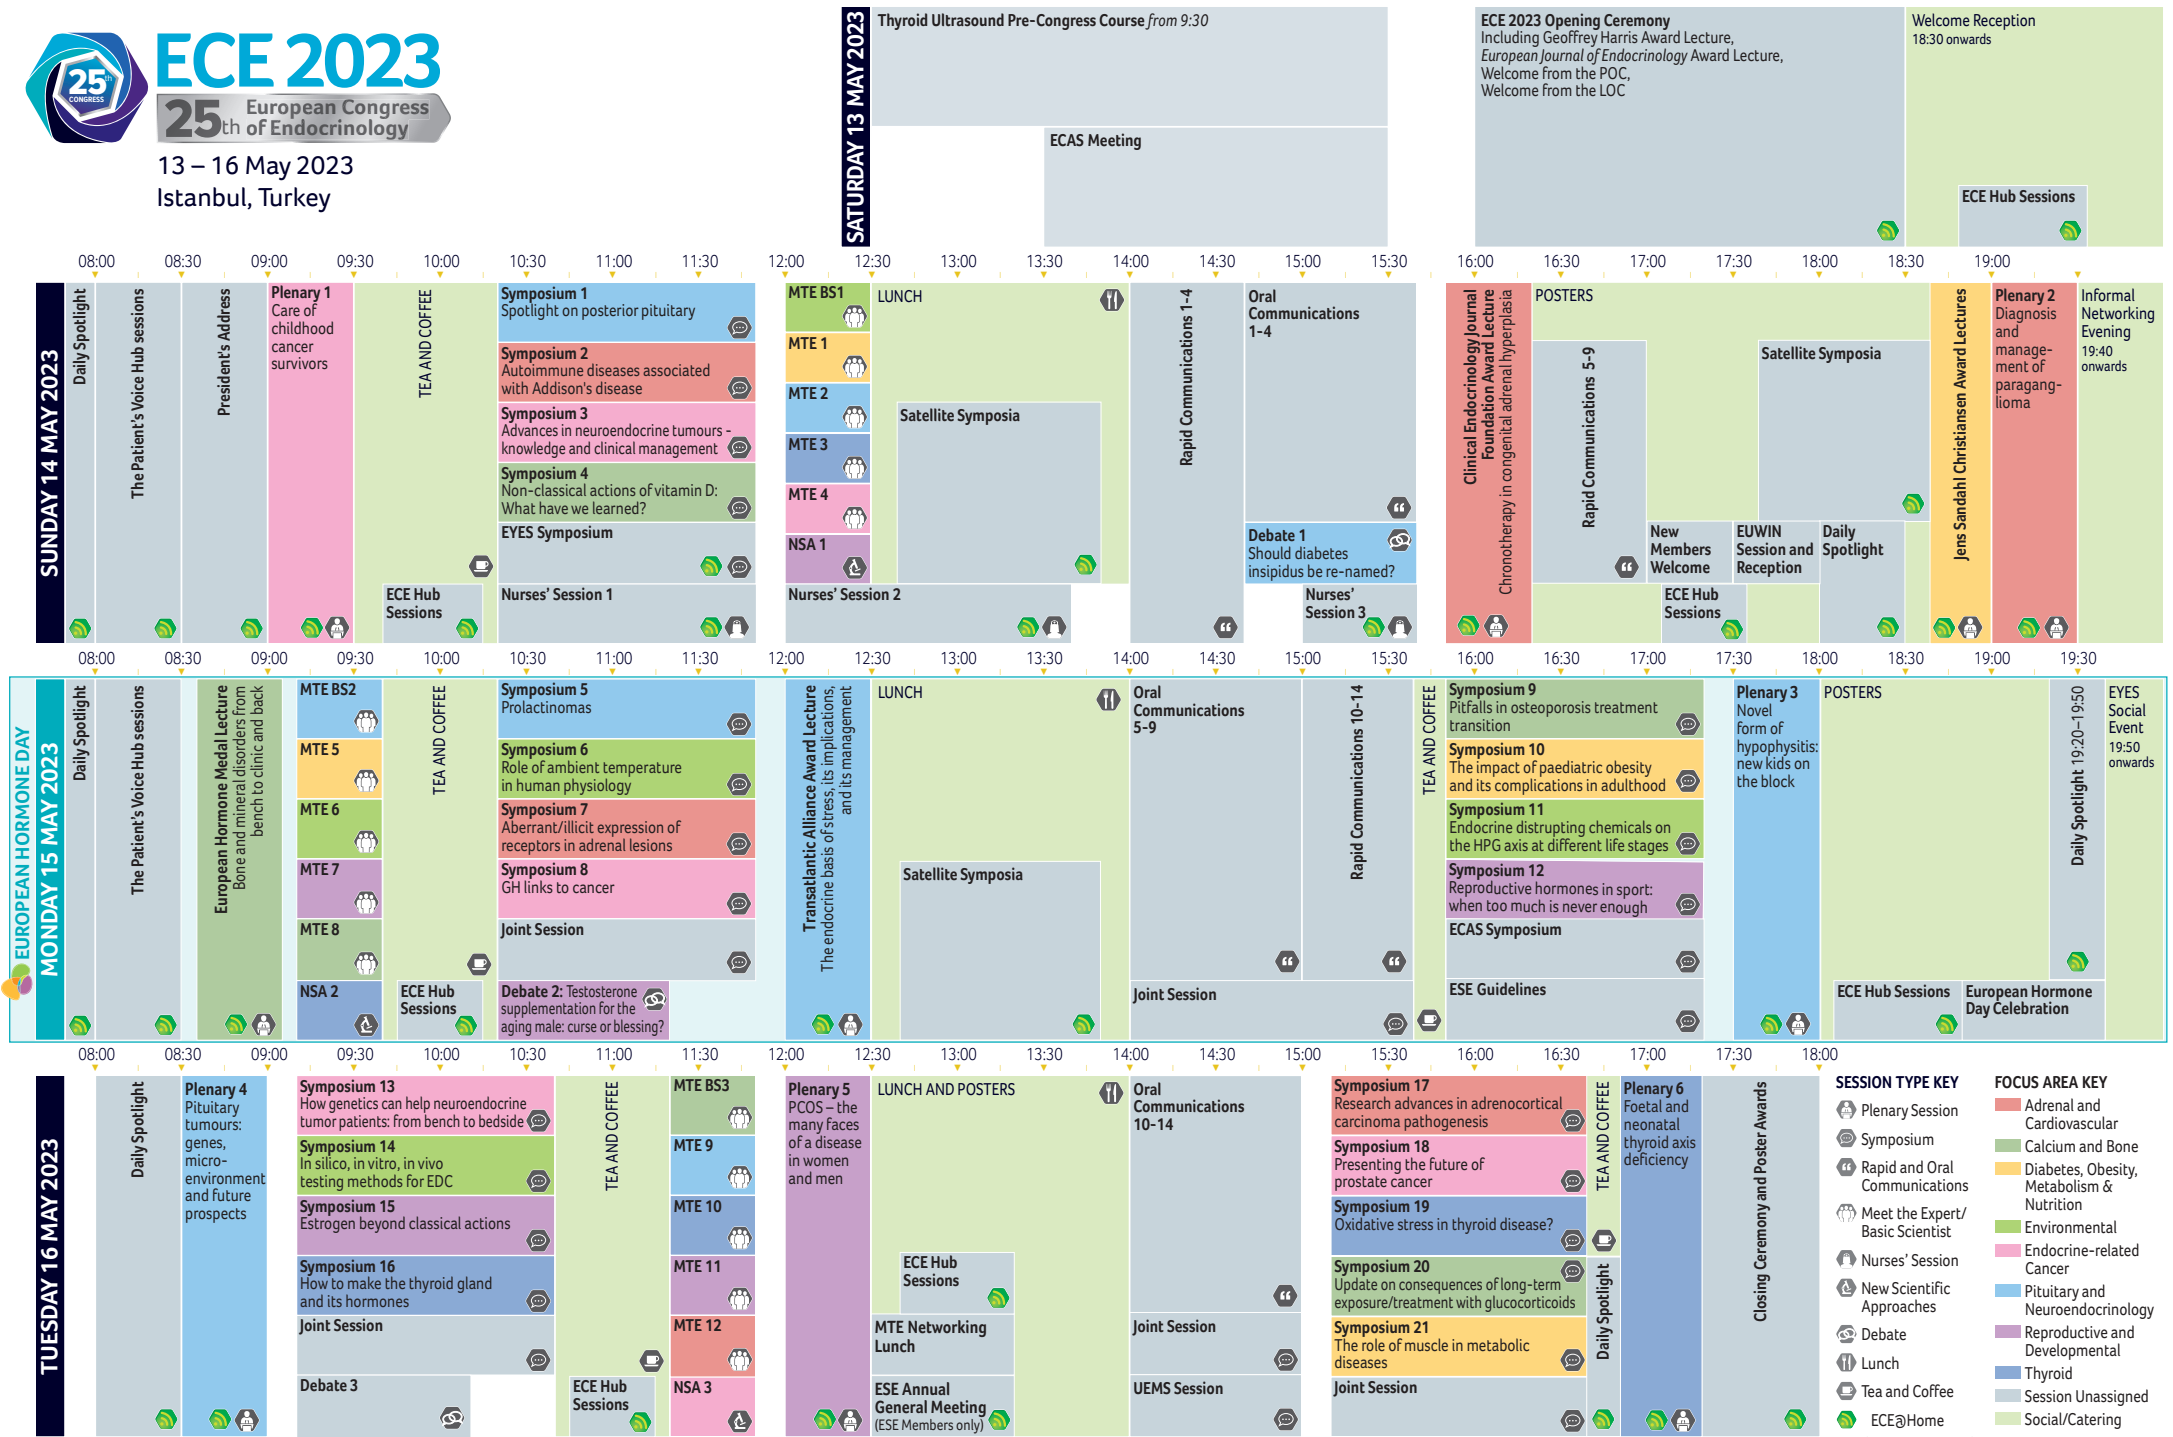 25th
CONGRESS
ECE 2023
25th European Congress
of Endocrinology
13 – 16 May 2023
Istanbul, Turkey
SATURDAY 13 MAY 2023
Thyroid Ultrasound Pre-Congress Course from 9:30
ECAS Meeting
ECE 2023 Opening Ceremony
Including Geoffrey Harris Award Lecture,
European Journal of Endocrinology Award Lecture,
Welcome from the POC,
Welcome from the LOC
Welcome Reception
18:30 onwards
ECE Hub Sessions
08:00 08:30 09:00 09:30 10:00 10:30 11:00 11:30 12:00 12:30 13:00 13:30 14:00 14:30 15:00 15:30 16:00 16:30 17:00 17:30 18:00 18:30 19:00
SUNDAY 14 MAY 2023
Daily Spotlight
The Patient's Voice Hub sessions
President's Address
Plenary 1
Care of
childhood
cancer
survivors
TEA AND COFFEE
ECE Hub
Sessions
Symposium 1
Spotlight on posterior pituitary
Symposium 2
Autoimmune diseases associated
with Addison's disease
Symposium 3
Advances in neuroendocrine tumours -
knowledge and clinical management
Symposium 4
Non-classical actions of vitamin D:
What have we learned?
EYES Symposium
Nurses' Session 1
MTE BS1
MTE 1
MTE 2
MTE 3
MTE 4
NSA 1
Nurses' Session 2
LUNCH
Satellite Symposia
Rapid Communications 1-4
Oral
Communications
1-4
Debate 1
Should diabetes
insipidus be re-named?
Nurses'
Session 3
Clinical Endocrinology Journal
Foundation Award Lecture
Chronotherapy in congenital adrenal hyperplasia
POSTERS
Rapid Communications 5-9
New
Members
Welcome
ECE Hub
Sessions
Satellite Symposia
EUWIN
Session and
Reception
Daily
Spotlight
Jens Sandahl Christiansen Award Lectures
Plenary 2
Diagnosis
and
manage-
ment of
paragang-
lioma
Informal
Networking
Evening
19:40
onwards
08:00 08:30 09:00 09:30 10:00 10:30 11:00 11:30 12:00 12:30 13:00 13:30 14:00 14:30 15:00 15:30 16:00 16:30 17:00 17:30 18:00 18:30 19:00 19:30
EUROPEAN HORMONE DAY
MONDAY 15 MAY 2023
Daily Spotlight
The Patient's Voice Hub sessions
European Hormone Medal Lecture
Bone and mineral disorders from
bench to clinic and back
MTE BS2
MTE 5
MTE 6
MTE 7
MTE 8
NSA 2
TEA AND COFFEE
ECE Hub
Sessions
Symposium 5
Prolactinomas
Symposium 6
Role of ambient temperature
in human physiology
Symposium 7
Aberrant/illicit expression of
receptors in adrenal lesions
Symposium 8
GH links to cancer
Joint Session
Debate 2: Testosterone
supplementation for the
aging male: curse or blessing?
Transatlantic Alliance Award Lecture
The endocrine basis of stress, its implications,
and its management
LUNCH
Satellite Symposia
Oral
Communications
5-9
Joint Session
Rapid Communications 10-14
TEA AND COFFEE
Symposium 9
Pitfalls in osteoporosis treatment
transition
Symposium 10
The impact of paediatric obesity
and its complications in adulthood
Symposium 11
Endocrine distrupting chemicals on
the HPG axis at different life stages
Symposium 12
Reproductive hormones in sport:
when too much is never enough
ECAS Symposium
ESE Guidelines
Plenary 3
Novel
form of
hypophysitis:
new kids on
the block
POSTERS
ECE Hub Sessions
European Hormone
Day Celebration
Daily Spotlight 19:20–19:50
EYES
Social
Event
19:50
onwards
08:00 08:30 09:00 09:30 10:00 10:30 11:00 11:30 12:00 12:30 13:00 13:30 14:00 14:30 15:00 15:30 16:00 16:30 17:00 17:30 18:00
TUESDAY 16 MAY 2023
Daily Spotlight
Plenary 4
Pituitary
tumours:
genes,
micro-
environment
and future
prospects
Symposium 13
How genetics can help neuroendocrine
tumor patients: from bench to bedside
Symposium 14
In silico, in vitro, in vivo
testing methods for EDC
Symposium 15
Estrogen beyond classical actions
Symposium 16
How to make the thyroid gland
and its hormones
Joint Session
Debate 3
TEA AND COFFEE
ECE Hub
Sessions
MTE BS3
MTE 9
MTE 10
MTE 11
MTE 12
NSA 3
Plenary 5
PCOS – the
many faces
of a disease
in women
and men
LUNCH AND POSTERS
ECE Hub
Sessions
MTE Networking
Lunch
ESE Annual
General Meeting
(ESE Members only)
Oral
Communications
10-14
Joint Session
UEMS Session
Symposium 17
Research advances in adrenocortical
carcinoma pathogenesis
Symposium 18
Presenting the future of
prostate cancer
Symposium 19
Oxidative stress in thyroid disease?
Symposium 20
Update on consequences of long-term
exposure/treatment with glucocorticoids
Symposium 21
The role of muscle in metabolic
diseases
Joint Session
TEA AND COFFEE
Daily Spotlight
Plenary 6
Foetal and
neonatal
thyroid axis
deficiency
Closing Ceremony and Poster Awards
SESSION TYPE KEY
Plenary Session
Symposium
Rapid and Oral
Communications
Meet the Expert/
Basic Scientist
Nurses' Session
New Scientific
Approaches
Debate
Lunch
Tea and Coffee
ECE@Home
FOCUS AREA KEY
Adrenal and
Cardiovascular
Calcium and Bone
Diabetes, Obesity,
Metabolism &
Nutrition
Environmental
Endocrine-related
Cancer
Pituitary and
Neuroendocrinology
Reproductive and
Developmental
Thyroid
Session Unassigned
Social/Catering